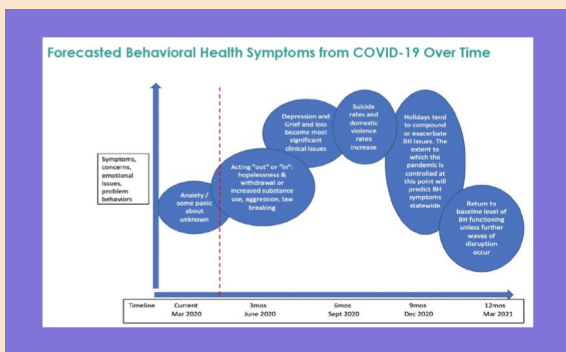 Forecasted Behavioral Health Symptoms from COVID-19 Over Time
Symptoms,
concerns,
emotional
issues,
problem
behaviors
Anxiety /
some panic
about
unknown
Acting "out" or "in":
hopelessness &
withdrawal or
increased substance
use, aggression, law
breaking
Depression and
Grief and loss
become most
significant
clinical issues
Suicide
rates and
domestic
violence
rates
increase
Holidays tend
to compound
or exacerbate
BH issues. The
extent to
which the
pandemic is
controlled at
this point will
predict BH
symptoms
statewide
Return to
baseline level of
BH functioning
unless further
waves of
disruption
occur
Timeline Current 3mos 6mos 9mos 12mos
Mar 2020 June 2020 Sept 2020 Dec 2020 Mar 2021